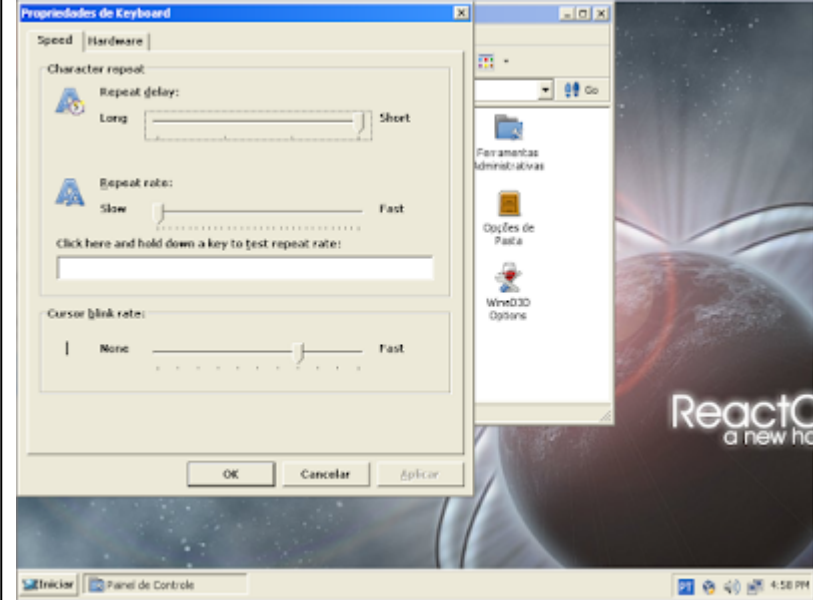 Propriedades de Keyboard
Speed
Hardware
Character repeat
Repeat delay:
Long
Short
Repeat rate:
Slow
Fast
Click here and hold down a key to test repeat rate:
Cursor blink rate:
None
Fast
OK
Cancelar
Aplicar
Go
Ferramentas
Administrativas
Opções de
Pasta
WineD3D
Options
ReactO
a new ho
Iniciar
Painel de Controle
PT
4:58 PM